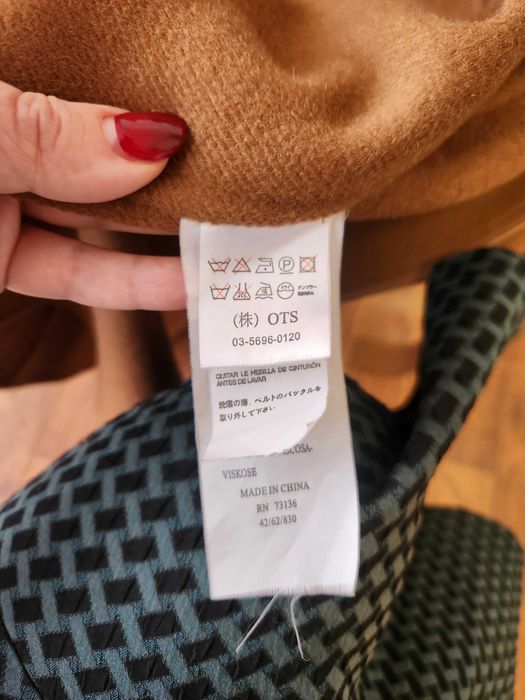 (株) OTS
03-5696-0120
QUITAR LE HEBILLA DE CINTURÓN
ANTES DE LAVAR
洗濯の際、ベルトのバックルを
取り外して下さい
VISKOSE
MADE IN CHINA
RN 73136
42/62/830